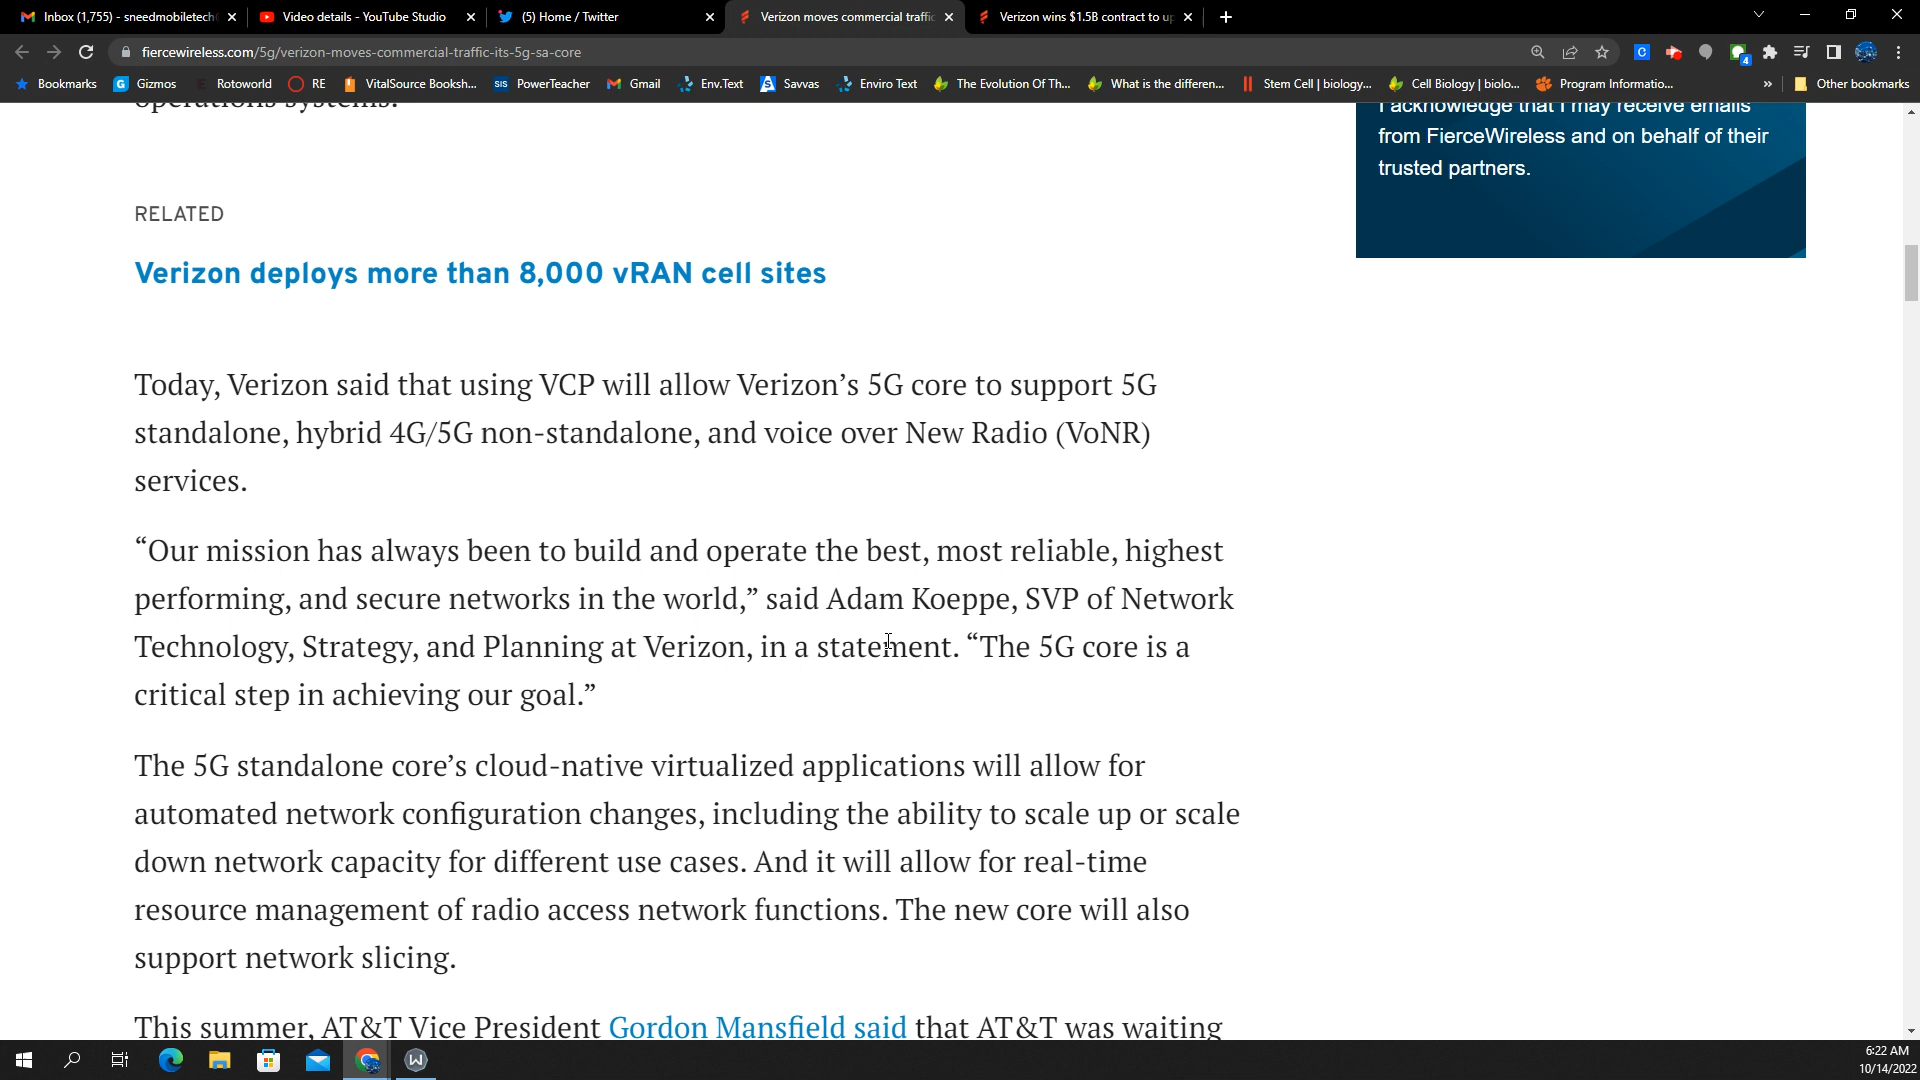 Inbox (1,755) - sneedmobiletech
Video details - YouTube Studio
(5) Home / Twitter
Verizon moves commercial traffic
Verizon wins $1.5B contract to up
fiercewireless.com/5g/verizon-moves-commercial-traffic-its-5g-sa-core
4
Bookmarks
Gizmos
Rotoworld
RE
VitalSource Booksh...
SIS
PowerTeacher
Gmail
Env.Text
Savvas
Enviro Text
The Evolution Of Th...
What is the differen...
Stem Cell | biology...
Cell Biology | biolo...
Program Informatio...
»
Other bookmarks
operations systems.
I acknowledge that I may receive emails
from FierceWireless and on behalf of their
trusted partners.
RELATED
Verizon deploys more than 8,000 vRAN cell sites
Today, Verizon said that using VCP will allow Verizon’s 5G core to support 5G
standalone, hybrid 4G/5G non-standalone, and voice over New Radio (VoNR)
services.
“Our mission has always been to build and operate the best, most reliable, highest
performing, and secure networks in the world,” said Adam Koeppe, SVP of Network
Technology, Strategy, and Planning at Verizon, in a statement. “The 5G core is a
critical step in achieving our goal.”
The 5G standalone core’s cloud-native virtualized applications will allow for
automated network configuration changes, including the ability to scale up or scale
down network capacity for different use cases. And it will allow for real-time
resource management of radio access network functions. The new core will also
support network slicing.
This summer, AT&T Vice President Gordon Mansfield said that AT&T was waiting
6:22 AM
10/14/2022